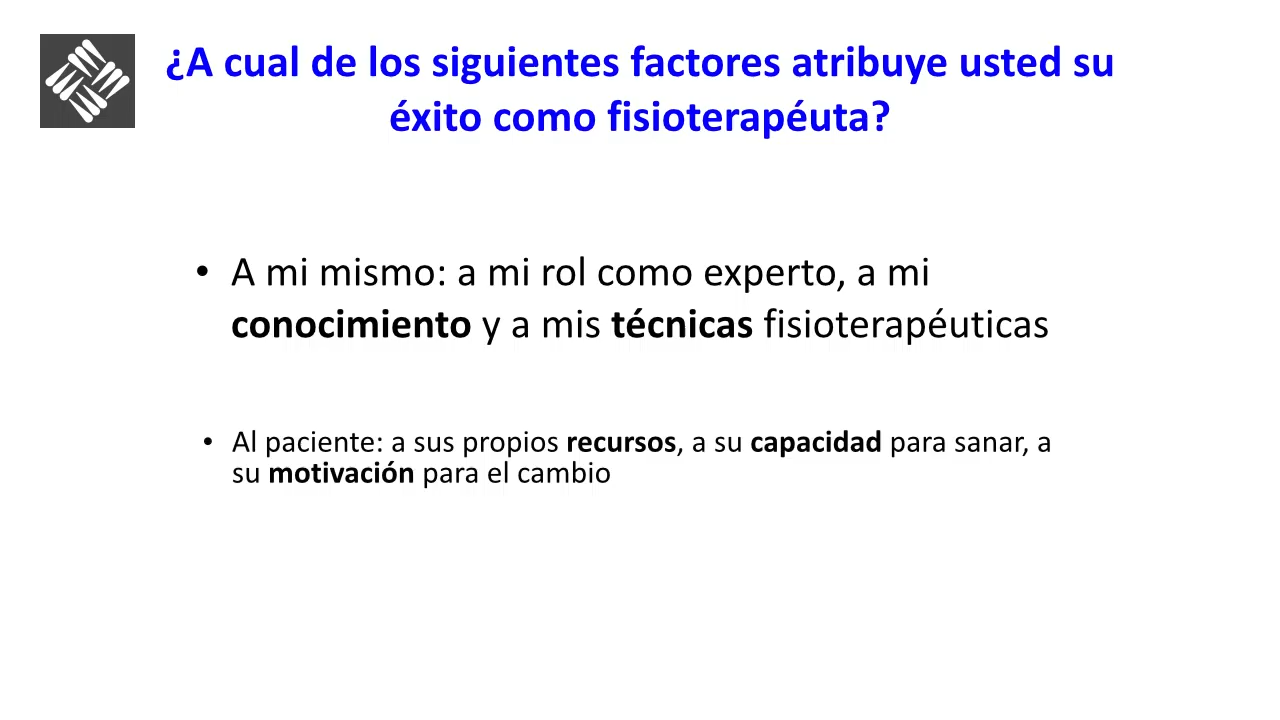 ¿A cual de los siguientes factores atribuye usted su
éxito como fisioterapéuta?
• A mi mismo: a mi rol como experto, a mi
conocimiento y a mis técnicas fisioterapéuticas
• Al paciente: a sus propios recursos, a su capacidad para sanar, a
su motivación para el cambio